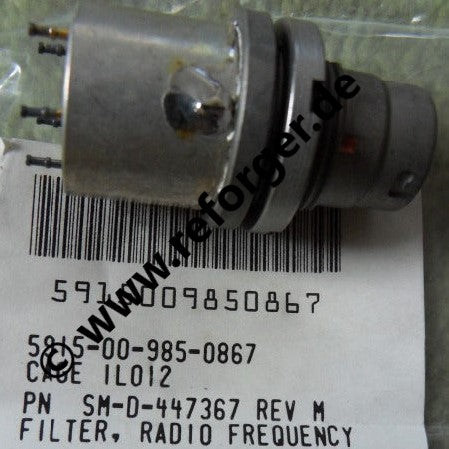 5915009850867
5915-00-985-0867
CAGE 1L012
PN SM-D-447367 REV M
FILTER, RADIO FREQUENCY
© www.reforger.de